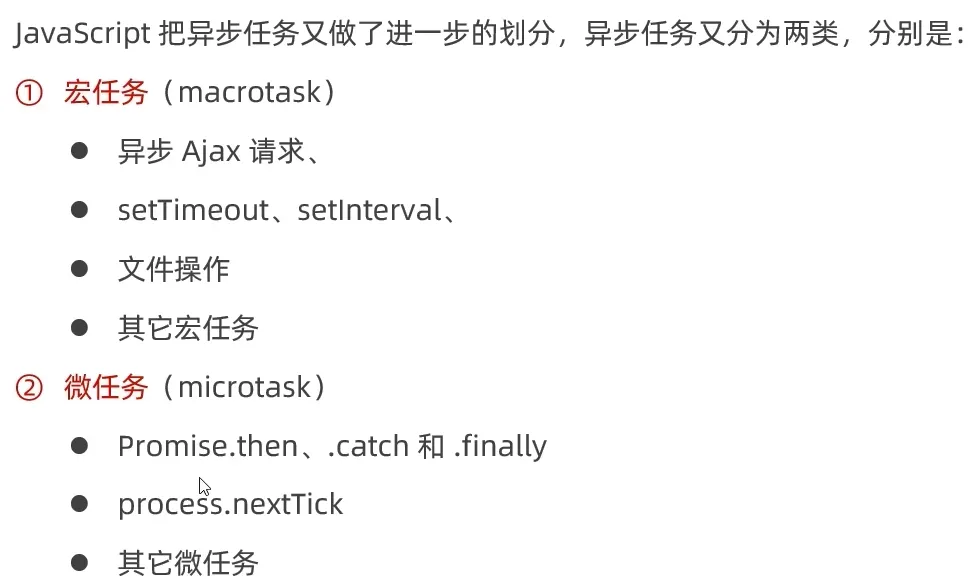 JavaScript 把异步任务又做了进一步的划分，异步任务又分为两类，分别是：
① 宏任务（macrotask）
● 异步 Ajax 请求、
● setTimeout、setInterval、
● 文件操作
● 其它宏任务
② 微任务（microtask）
● Promise.then、.catch 和 .finally
● process.nextTick
● 其它微任务